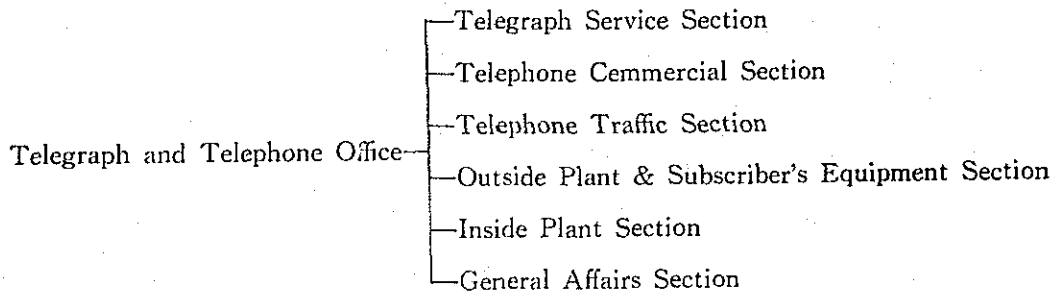 Telegraph Service Section
Telephone Cemmercial Section
Telephone Traffic Section
Telegraph and Telephone Office
Outside Plant & Subscriber's Equipment Section
Inside Plant Section
General Affairs Section